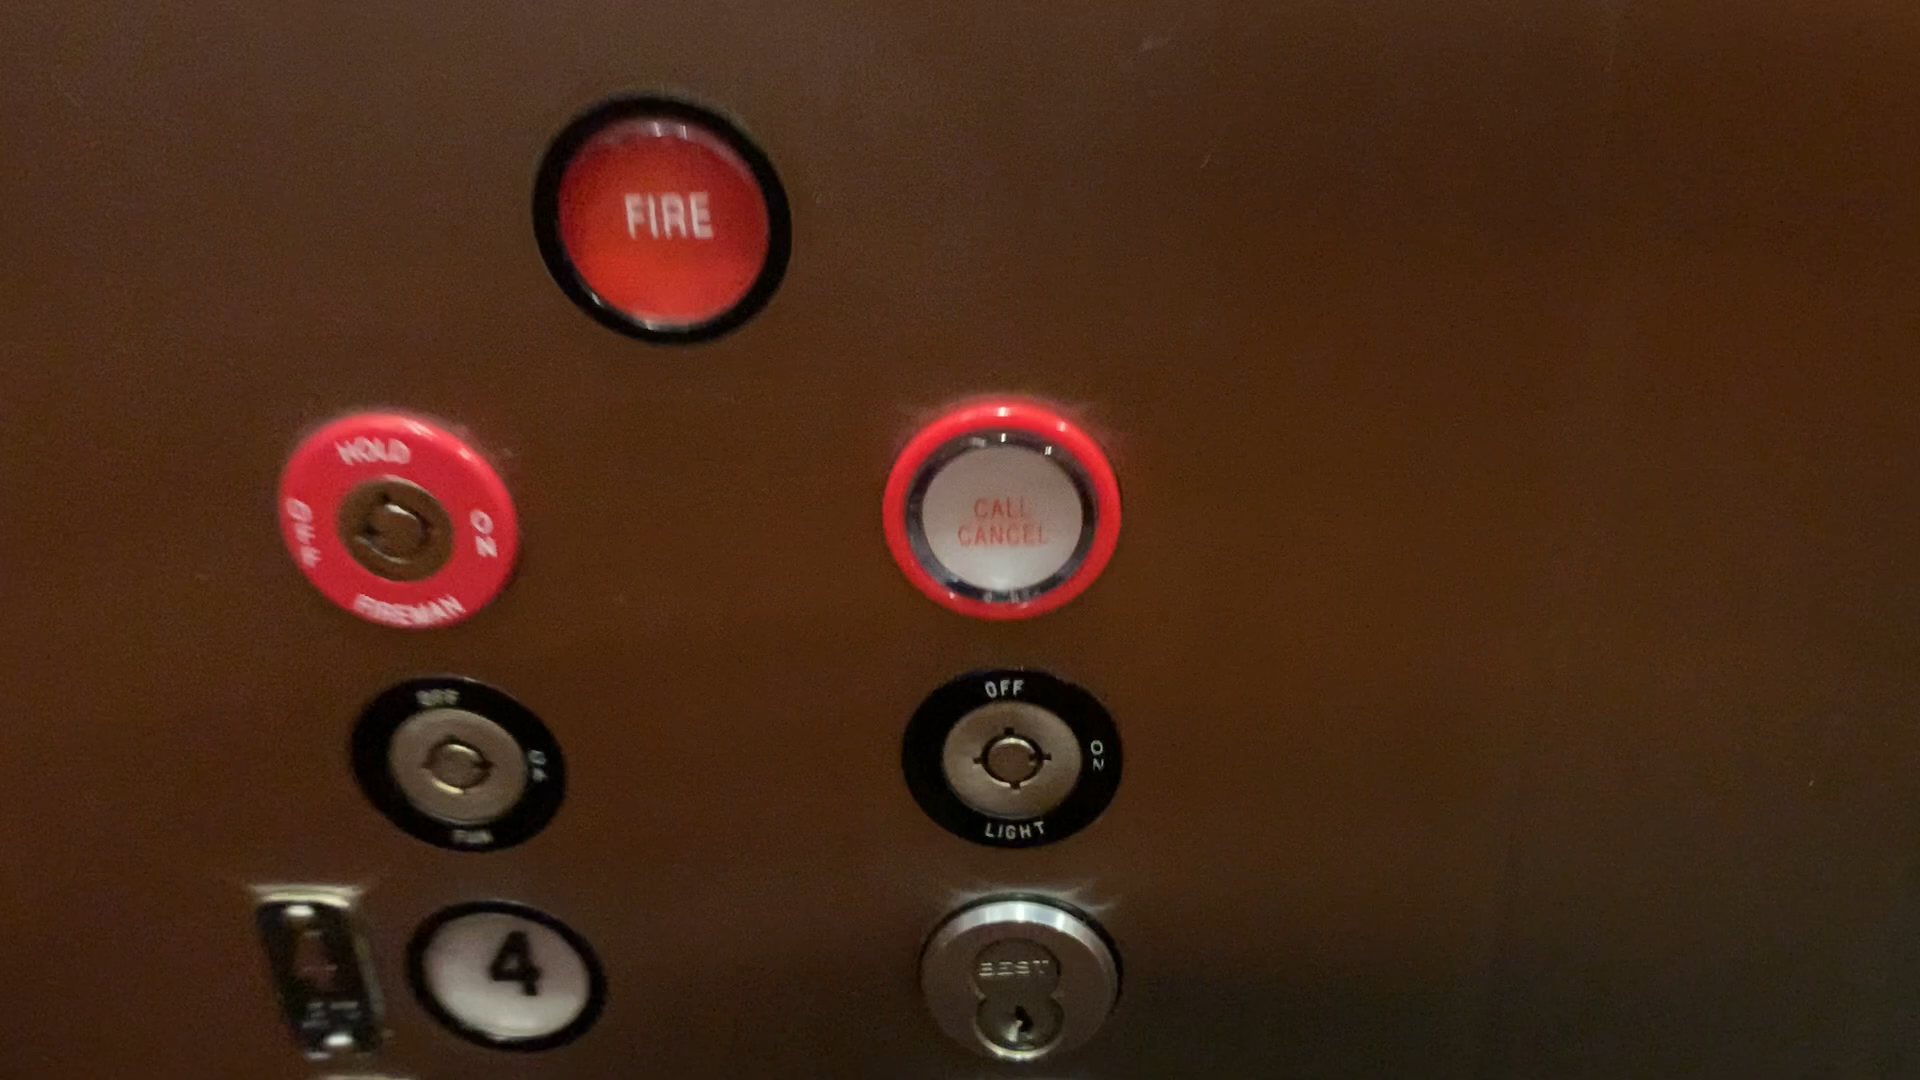 FIRE
HOLD
OFF
ON
FIREMAN
CALL
CANCEL
OFF
OFF
ON
LIGHT
4
BEST